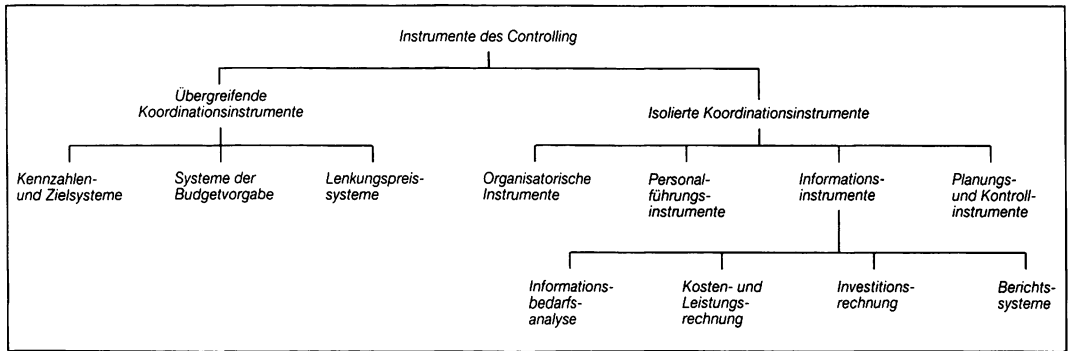 Instrumente des Controlling
Übergreifende
Koordinationsinstrumente
Isolierte Koordinationsinstrumente
Kennzahlen-
und Zielsysteme
Systeme der
Budgetvorgabe
Lenkungspreis-
systeme
Organisatorische
Instrumente
Personal-
führungs-
instrumente
Informations-
instrumente
Planungs-
und Kontroll-
instrumente
Informations-
bedarfs-
analyse
Kosten- und
Leistungs-
rechnung
Investitions-
rechnung
Berichts-
systeme